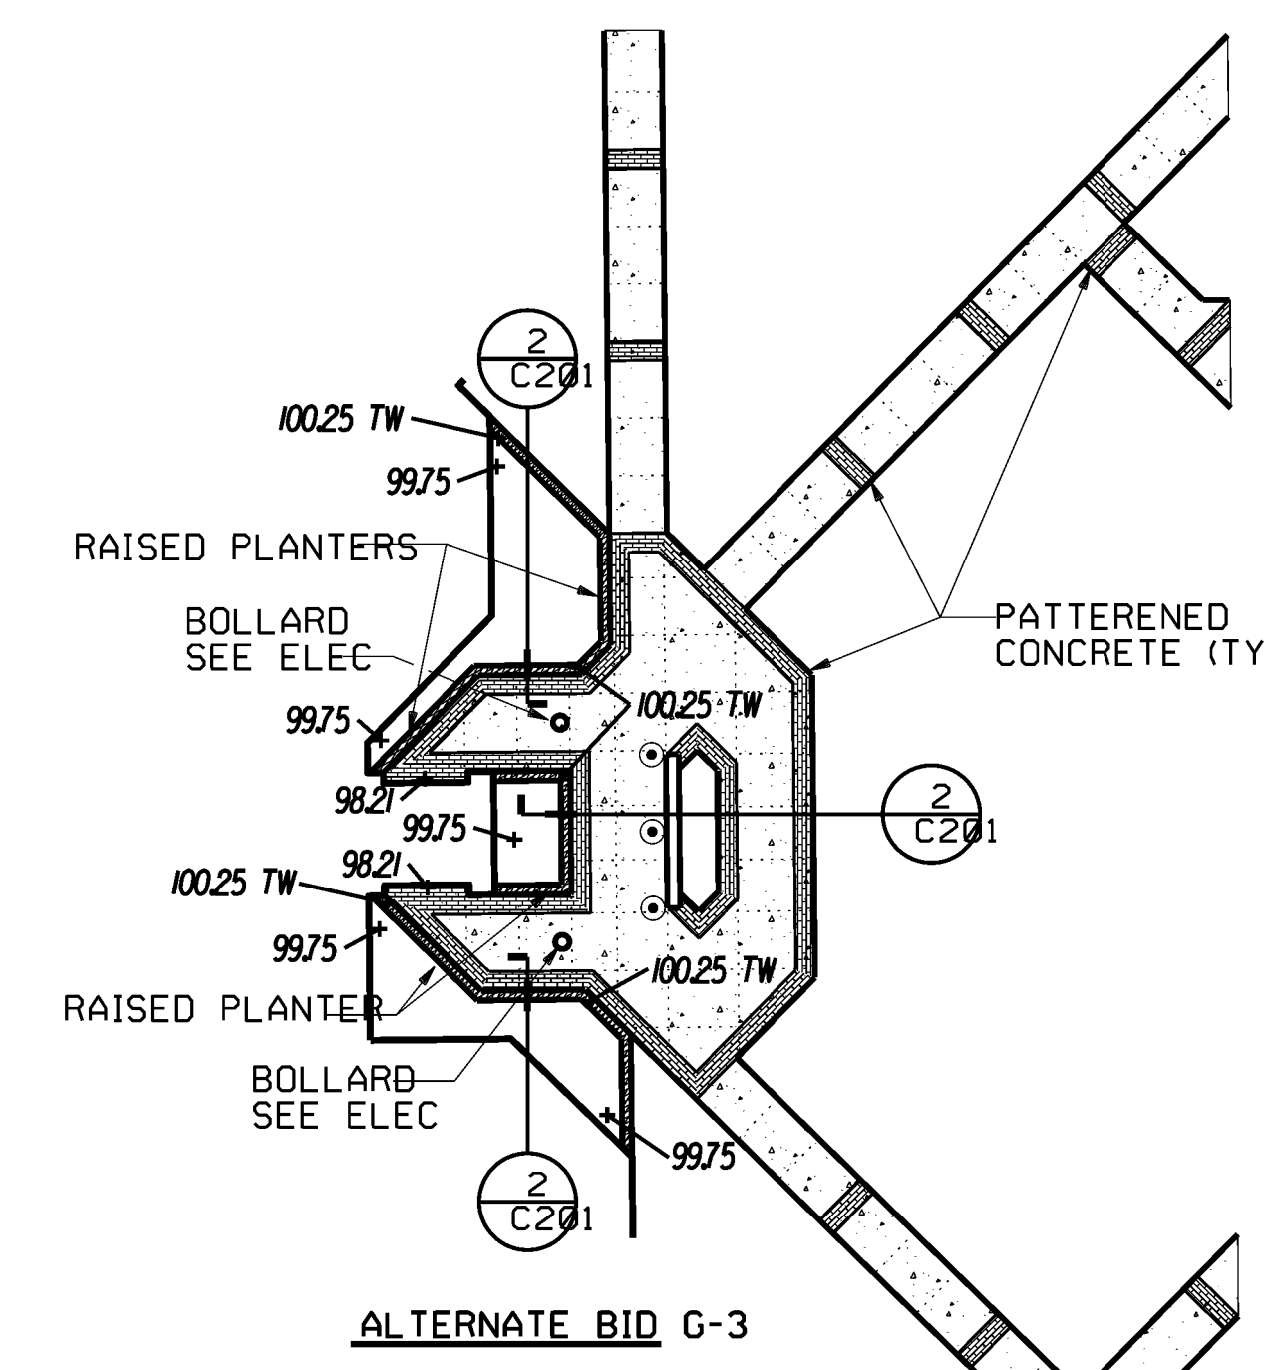 2
C201
100.25 TW
99.75
RAISED PLANTERS
BOLLARD
SEE ELEC
PATTERENED
CONCRETE (TY
99.75
100.25 TW
98.21
99.75
2
C201
98.21
100.25 TW
99.75
100.25 TW
RAISED PLANTER
BOLLARD
SEE ELEC
99.75
2
C201
ALTERNATE BID G-3